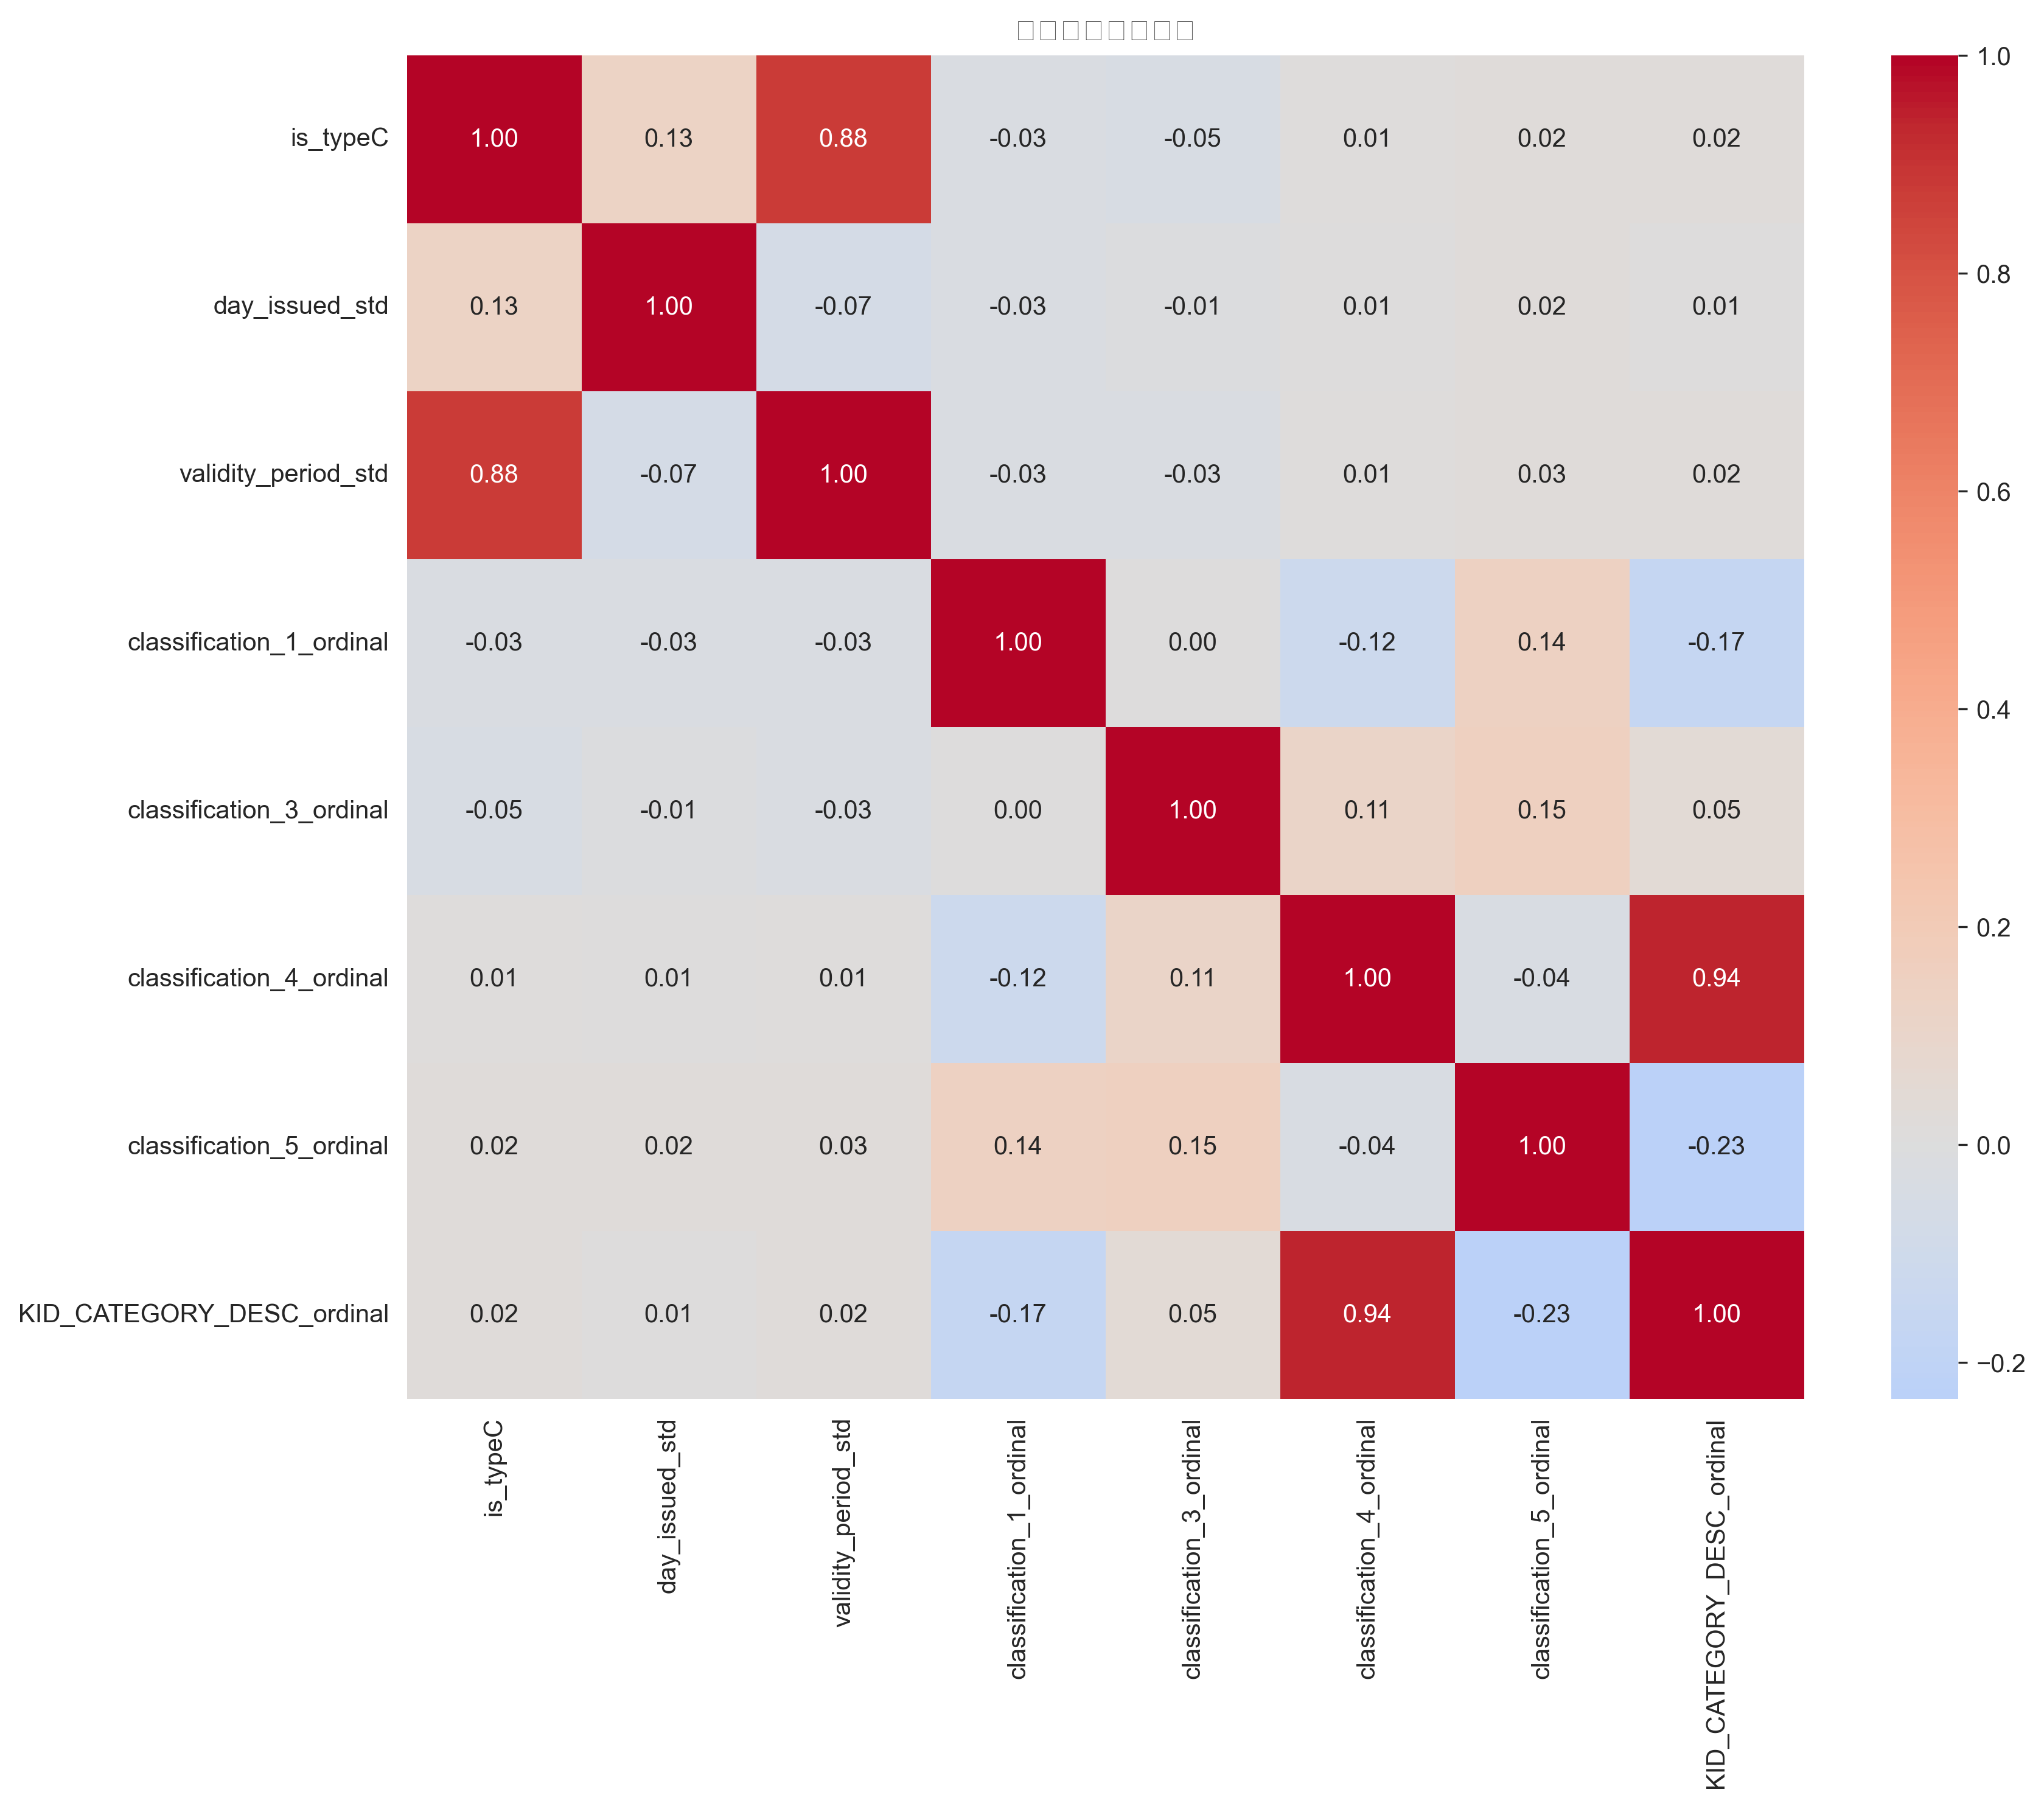 is_typeC 1.00 0.13 0.88 -0.03 -0.05 0.01 0.02 0.02
day_issued_std 0.13 1.00 -0.07 -0.03 -0.01 0.01 0.02 0.01
validity_period_std 0.88 -0.07 1.00 -0.03 -0.03 0.01 0.03 0.02
classification_1_ordinal -0.03 -0.03 -0.03 1.00 0.00 -0.12 0.14 -0.17
classification_3_ordinal -0.05 -0.01 -0.03 0.00 1.00 0.11 0.15 0.05
classification_4_ordinal 0.01 0.01 0.01 -0.12 0.11 1.00 -0.04 0.94
classification_5_ordinal 0.02 0.02 0.03 0.14 0.15 -0.04 1.00 -0.23
KID_CATEGORY_DESC_ordinal 0.02 0.01 0.02 -0.17 0.05 0.94 -0.23 1.00
is_typeC
day_issued_std
validity_period_std
classification_1_ordinal
classification_3_ordinal
classification_4_ordinal
classification_5_ordinal
KID_CATEGORY_DESC_ordinal
1.0
0.8
0.6
0.4
0.2
0.0
−0.2